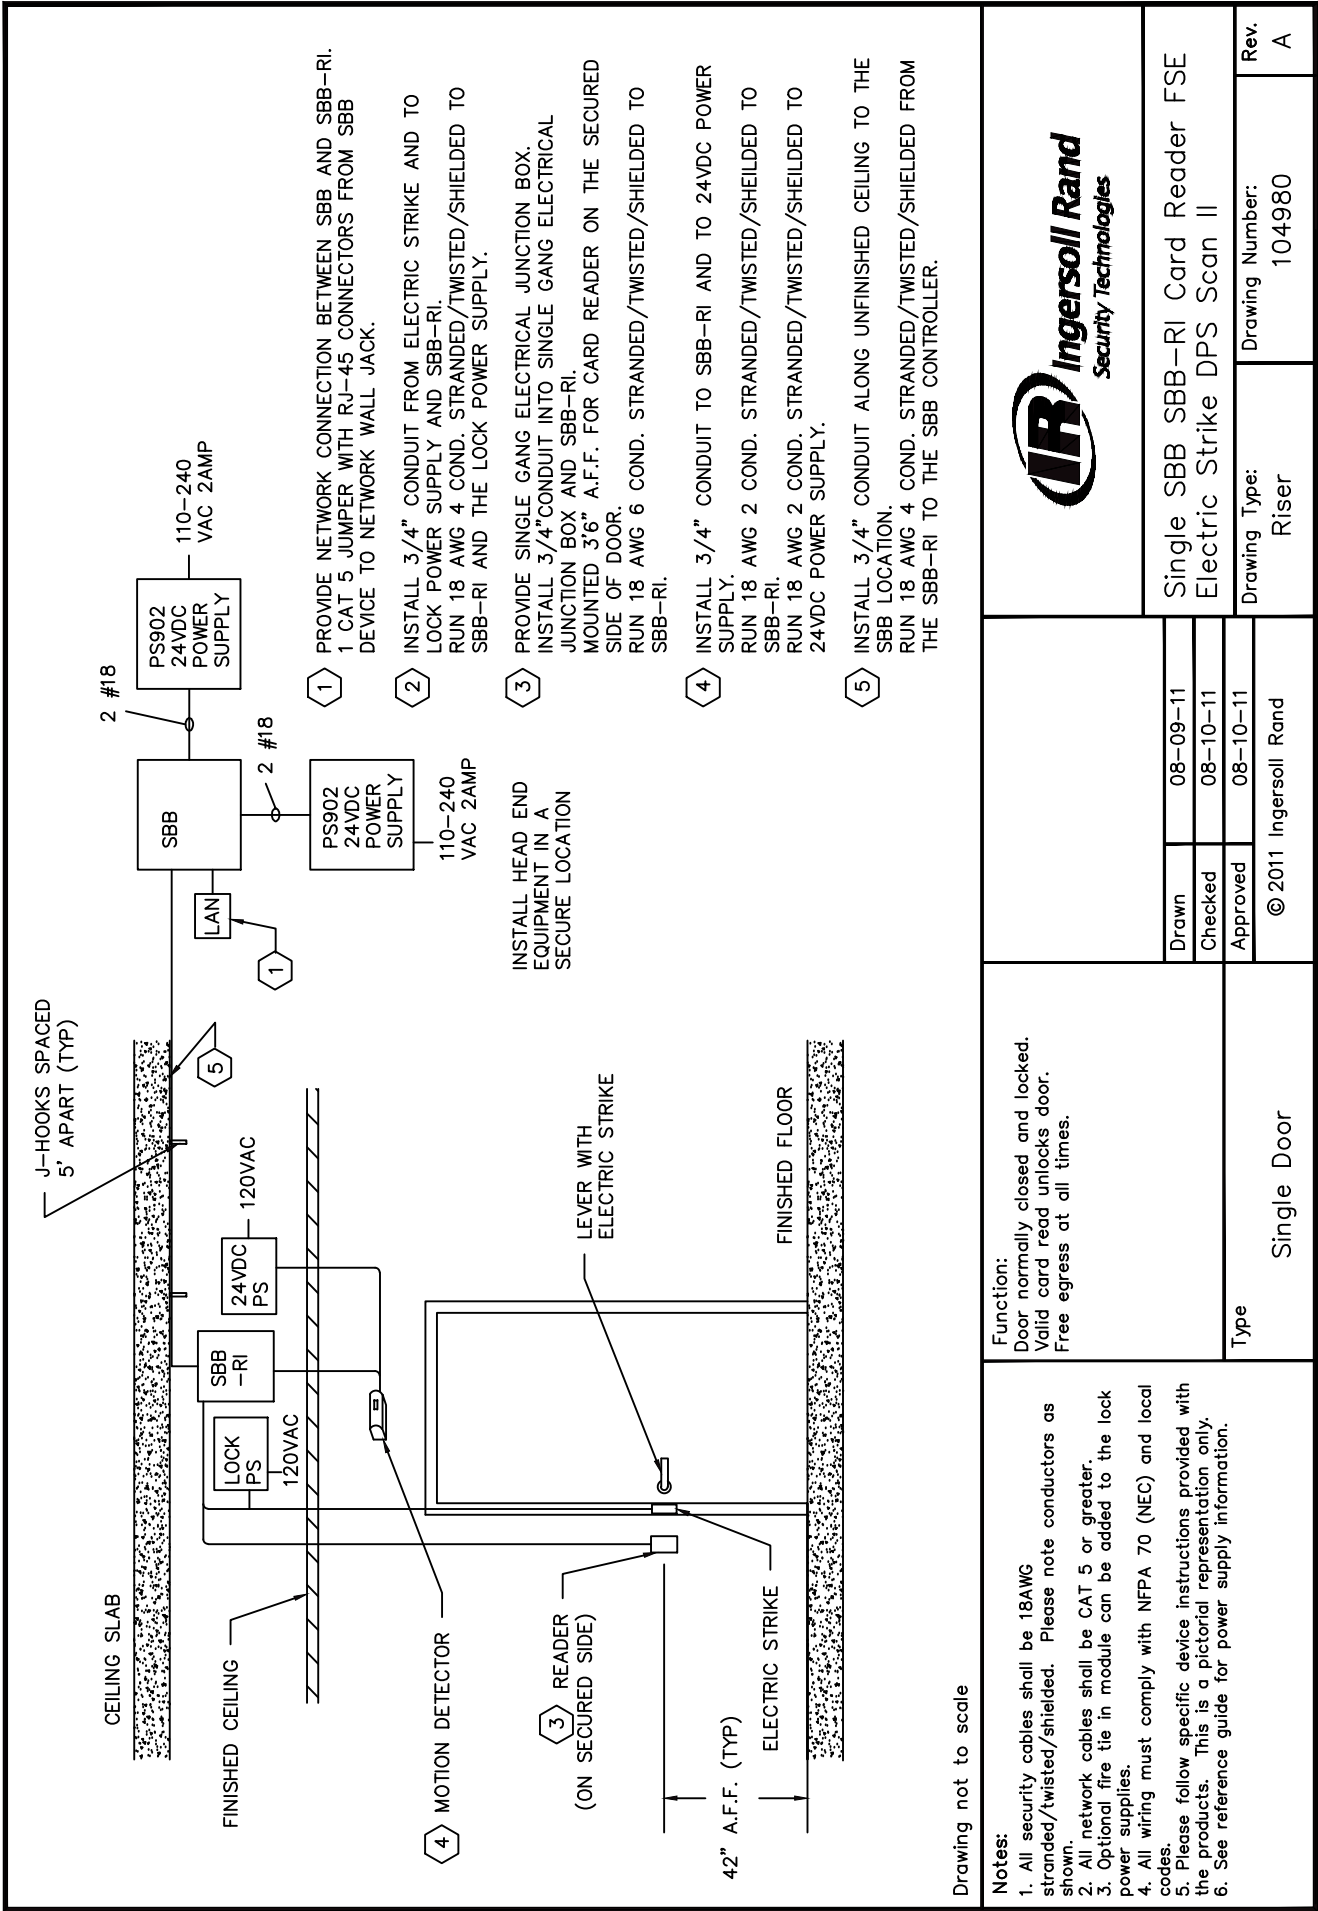 CEILING SLAB
J-HOOKS SPACED
5' APART (TYP)
FINISHED CEILING
LOCK
PS
120VAC
SBB
-RI
24VDC
PS
120VAC
5
LAN
1
SBB
2 #18
PS902
24VDC
POWER
SUPPLY
110-240
VAC 2AMP
2 #18
PS902
24VDC
POWER
SUPPLY
110-240
VAC 2AMP
4
MOTION DETECTOR
3
READER
(ON SECURED SIDE)
42" A.F.F. (TYP)
ELECTRIC STRIKE
LEVER WITH
ELECTRIC STRIKE
FINISHED FLOOR
INSTALL HEAD END
EQUIPMENT IN A
SECURE LOCATION
1
PROVIDE NETWORK CONNECTION BETWEEN SBB AND SBB-RI.
1 CAT 5 JUMPER WITH RJ-45 CONNECTORS FROM SBB
DEVICE TO NETWORK WALL JACK.
2
INSTALL 3/4" CONDUIT FROM ELECTRIC STRIKE AND TO
LOCK POWER SUPPLY AND SBB-RI.
RUN 18 AWG 4 COND. STRANDED/TWISTED/SHIELDED TO
SBB-RI AND THE LOCK POWER SUPPLY.
3
PROVIDE SINGLE GANG ELECTRICAL JUNCTION BOX.
INSTALL 3/4"CONDUIT INTO SINGLE GANG ELECTRICAL
JUNCTION BOX AND SBB-RI.
MOUNTED 3'6" A.F.F. FOR CARD READER ON THE SECURED
SIDE OF DOOR.
RUN 18 AWG 6 COND. STRANDED/TWISTED/SHIELDED TO
SBB-RI.
4
INSTALL 3/4" CONDUIT TO SBB-RI AND TO 24VDC POWER
SUPPLY.
RUN 18 AWG 2 COND. STRANDED/TWISTED/SHEILDED TO
SBB-RI.
RUN 18 AWG 2 COND. STRANDED/TWISTED/SHEILDED TO
24VDC POWER SUPPLY.
5
INSTALL 3/4" CONDUIT ALONG UNFINISHED CEILING TO THE
SBB LOCATION.
RUN 18 AWG 4 COND. STRANDED/TWISTED/SHIELDED FROM
THE SBB-RI TO THE SBB CONTROLLER.
Drawing not to scale
Notes:
1. All security cables shall be 18AWG
stranded/twisted/shielded. Please note conductors as
shown.
2. All network cables shall be CAT 5 or greater.
3. Optional fire tie in module can be added to the lock
power supplies.
4. All wiring must comply with NFPA 70 (NEC) and local
codes.
5. Please follow specific device instructions provided with
the products. This is a pictorial representation only.
6. See reference guide for power supply information.
Function:
Door normally closed and locked.
Valid card read unlocks door.
Free egress at all times.
Type
Single Door
Drawn 08-09-11
Checked 08-10-11
Approved 08-10-11
© 2011 Ingersoll Rand
IR Ingersoll Rand
Security Technologies
Single SBB SBB-RI Card Reader FSE
Electric Strike DPS Scan II
Drawing Type:
Riser
Drawing Number:
104980
Rev.
A